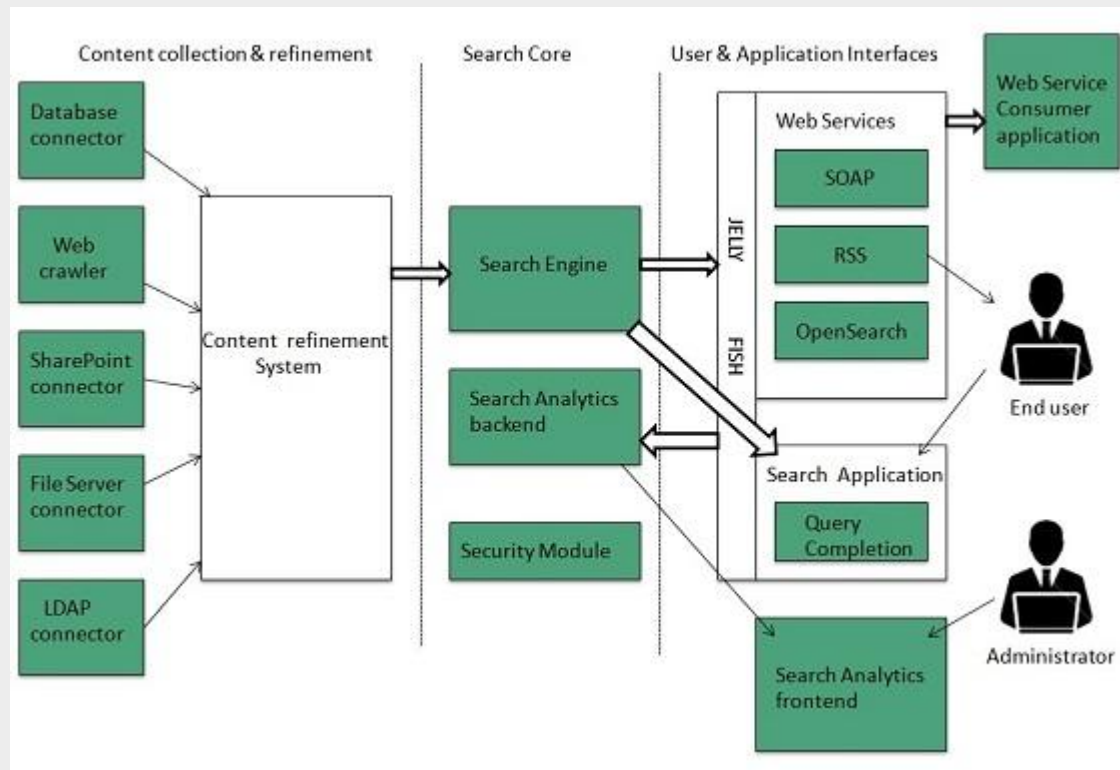 Content collection & refinement
Search Core
User & Application Interfaces
Database
connector
Web
crawler
SharePoint
connector
File Server
connector
LDAP
connector
Content refinement
System
Search Engine
Search Analytics
backend
Security Module
JELLY
FISH
Web Services
SOAP
RSS
OpenSearch
Search Application
Query
Completion
Search Analytics
frontend
Web Service
Consumer
application
End user
Administrator